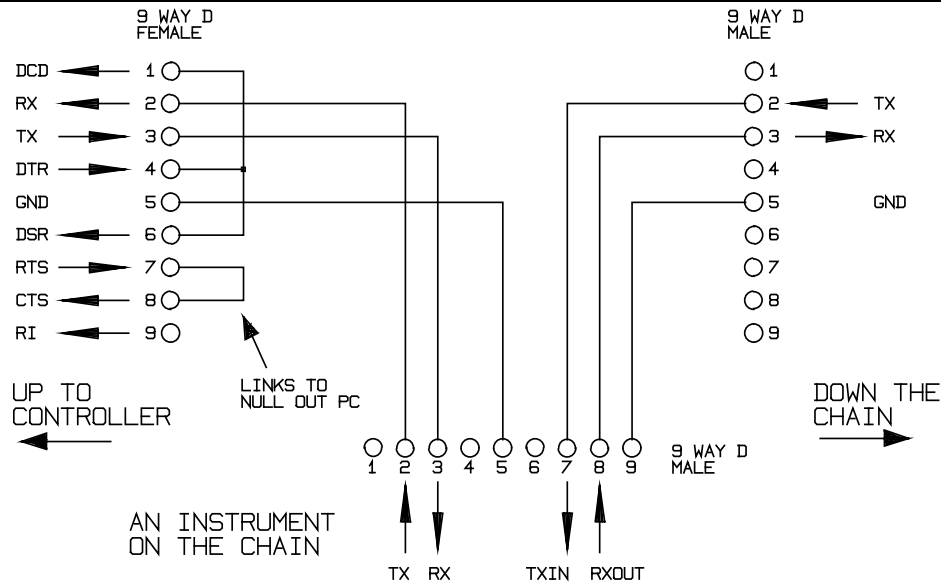 9 WAY D
FEMALE
9 WAY D
MALE
DCD 1
RX 2
TX 3
DTR 4
GND 5
DSR 6
RTS 7
CTS 8
RI 9
1
2 TX
3 RX
4
5 GND
6
7
8
9
LINKS TO
NULL OUT PC
UP TO
CONTROLLER
DOWN THE
CHAIN
1 2 3 4 5 6 7 8 9
9 WAY D
MALE
AN INSTRUMENT
ON THE CHAIN
TX RX TXIN RXOUT